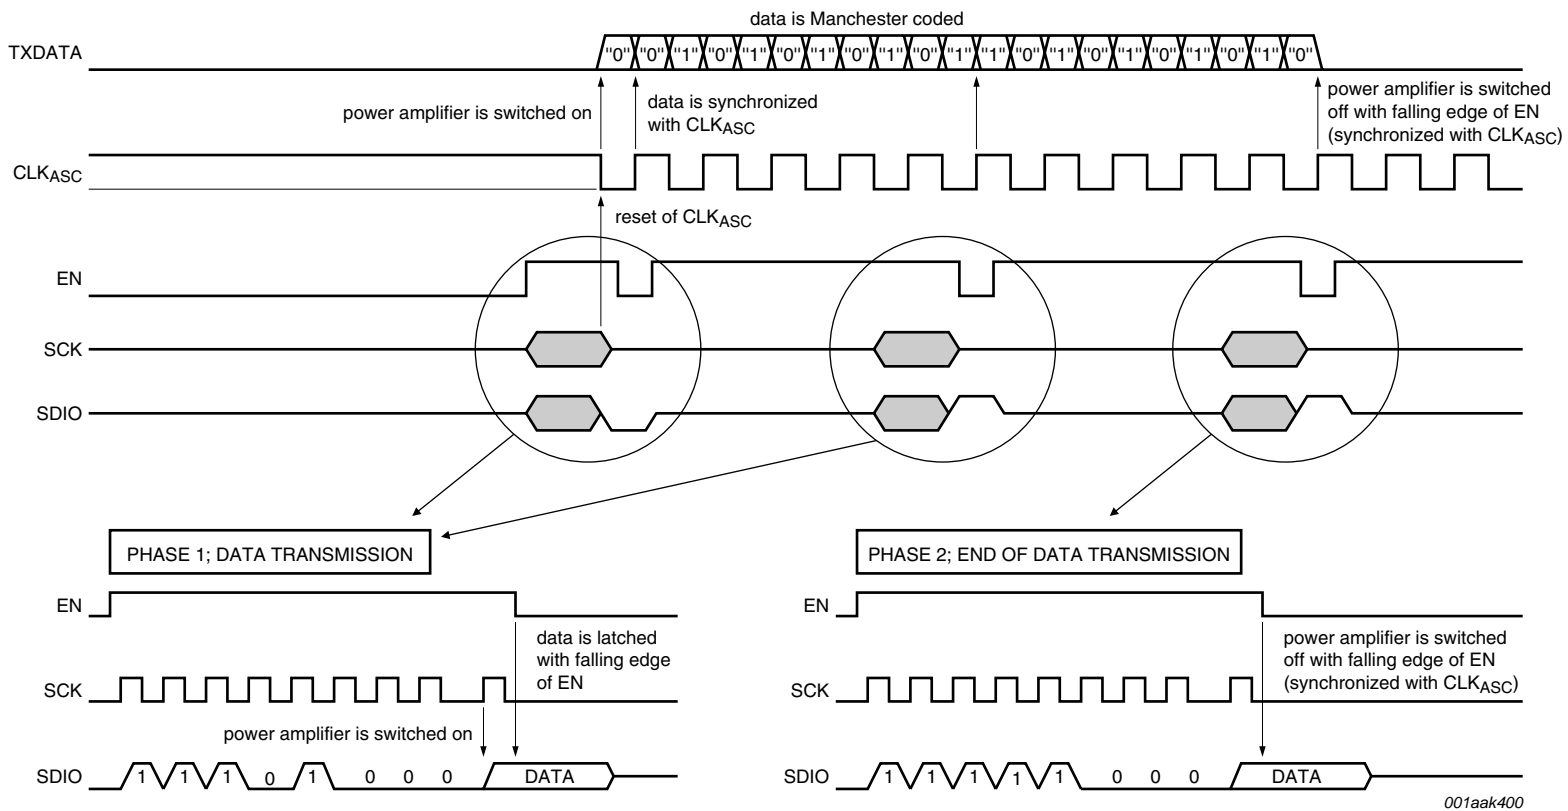 data is Manchester coded
TXDATA "0" "0" "1" "0" "1" "0" "1" "0" "1" "0" "1" "1" "0" "1" "0" "1" "0" "1" "0" "1" "0"
power amplifier is switched on
data is synchronized
with CLKASC
power amplifier is switched
off with falling edge of EN
(synchronized with CLKASC)
CLKASC
reset of CLKASC
EN
SCK
SDIO
PHASE 1; DATA TRANSMISSION
EN
data is latched
with falling edge
of EN
SCK
power amplifier is switched on
SDIO 1 1 1 0 1 0 0 0 DATA
PHASE 2; END OF DATA TRANSMISSION
EN
power amplifier is switched
off with falling edge of EN
(synchronized with CLKASC)
SCK
SDIO 1 1 1 1 1 0 0 0 DATA
001aak400